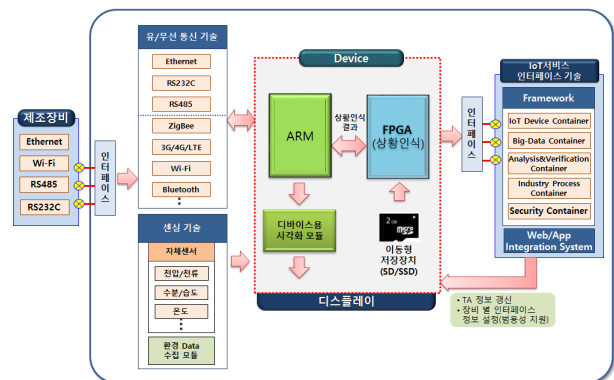 제조장비
Ethernet
Wi-Fi
RS485
RS232C
인터페이스
유/무선 통신 기술
Ethernet
RS232C
RS485
ZigBee
3G/4G/LTE
Wi-Fi
Bluetooth
센싱 기술
자체센서
전압/전류
수분/습도
온도
환경 Data
수집 모듈
Device
ARM
상황인식
결과
FPGA
(상황인식)
디바이스용
시각화 모듈
2 GB
micro
이동형
저장장치
(SD/SSD)
디스플레이
인터페이스
IoT서비스
인터페이스 기술
Framework
IoT Device Container
Big-Data Container
Analysis&Verification
Container
Industry Process
Container
Security Container
Web/App
Integration System
• TA 정보 갱신
• 장비 별 인터페이스
정보 설정(범용성 지원)